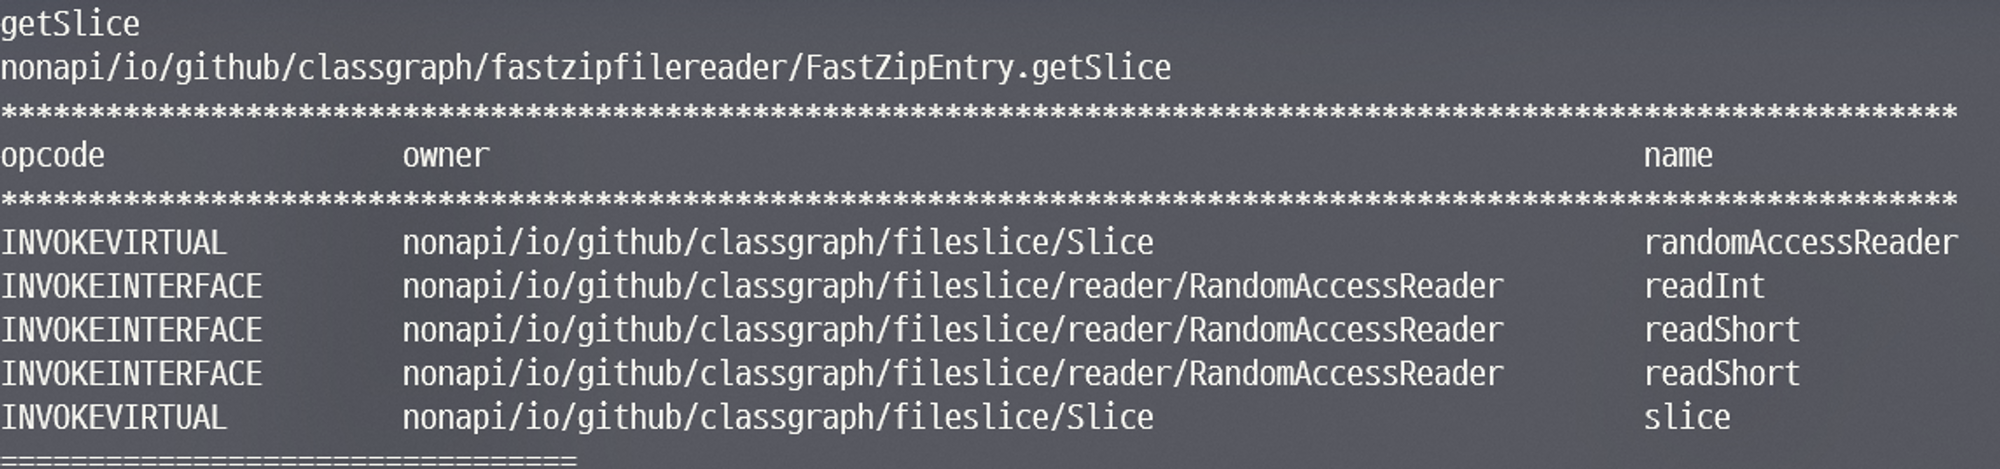 getSlice
nonapi/io/github/classgraph/fastzipfilereader/FastZipEntry.getSlice
****************************************************************************************************************
opcode owner name
****************************************************************************************************************
INVOKEVIRTUAL nonapi/io/github/classgraph/fileslice/Slice randomAccessReader
INVOKEINTERFACE nonapi/io/github/classgraph/fileslice/reader/RandomAccessReader readInt
INVOKEINTERFACE nonapi/io/github/classgraph/fileslice/reader/RandomAccessReader readShort
INVOKEINTERFACE nonapi/io/github/classgraph/fileslice/reader/RandomAccessReader readShort
INVOKEVIRTUAL nonapi/io/github/classgraph/fileslice/Slice slice
=================================